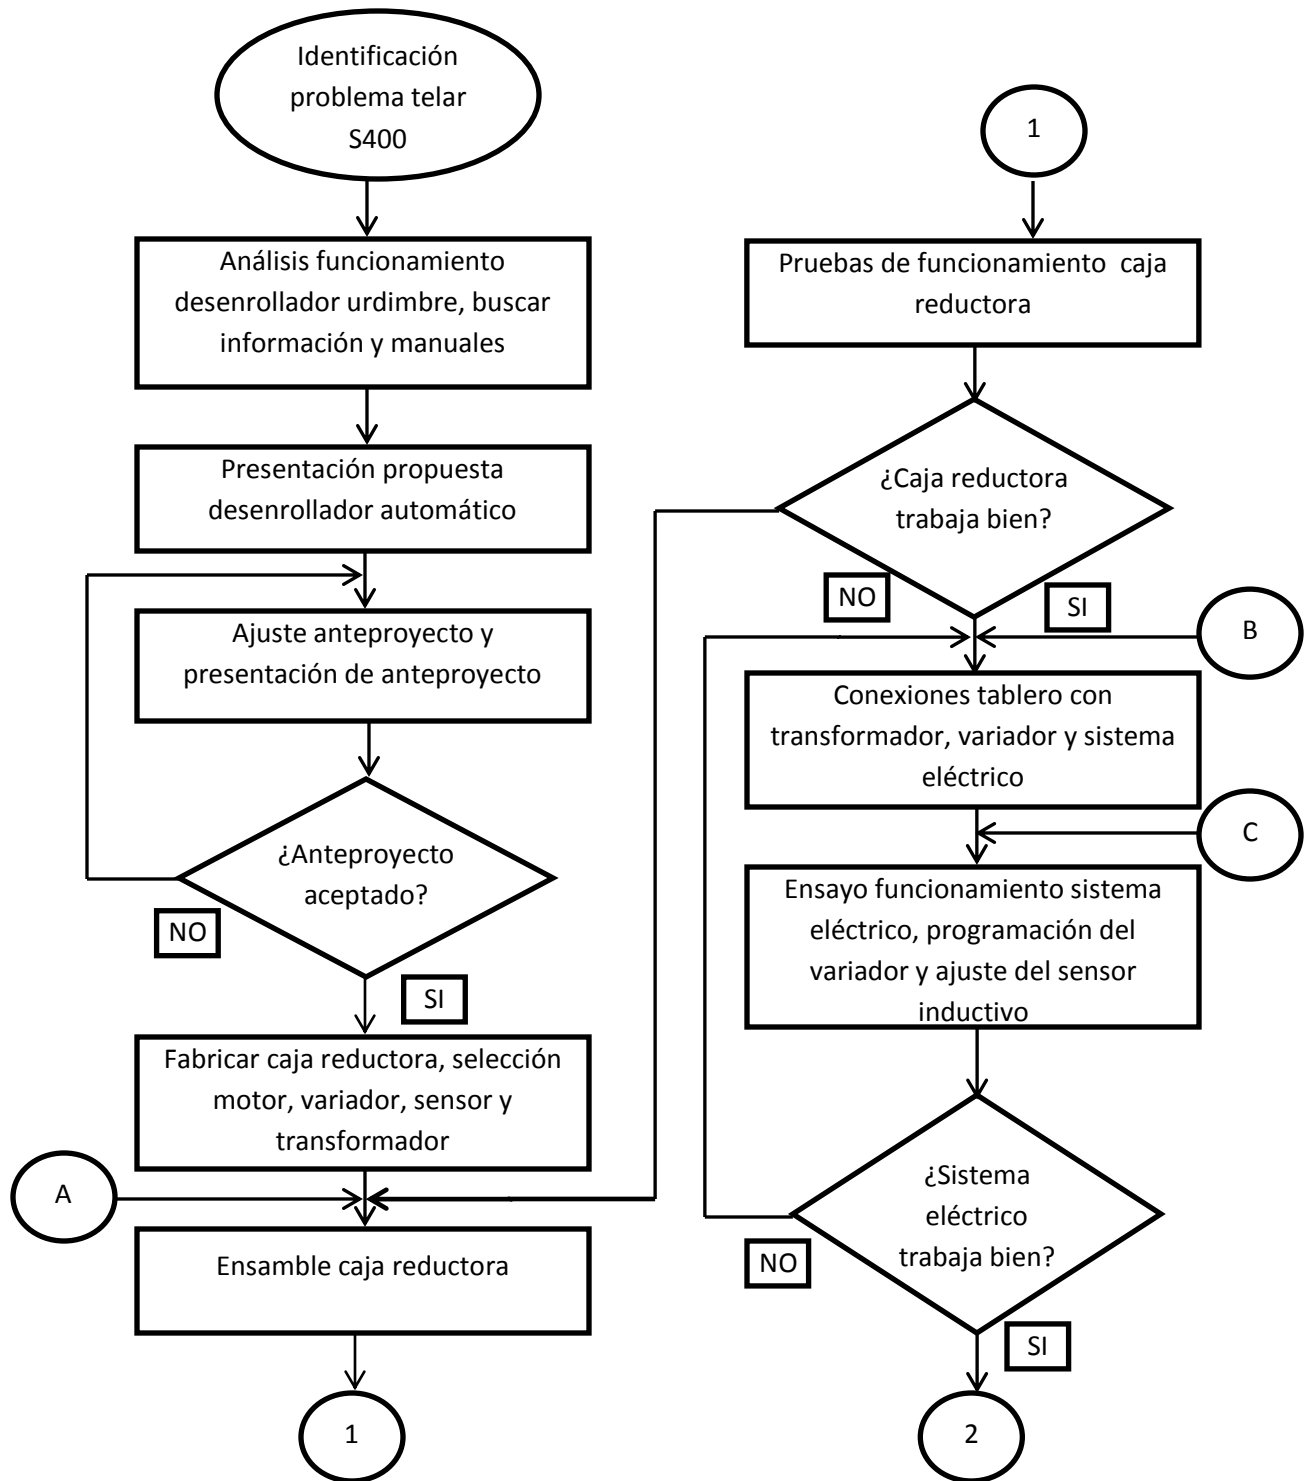 Identificación
problema telar
S400
Análisis funcionamiento
desenrollador urdimbre, buscar
información y manuales
Presentación propuesta
desenrollador automático
Ajuste anteproyecto y
presentación de anteproyecto
¿Anteproyecto
aceptado?
NO
SI
Fabricar caja reductora, selección
motor, variador, sensor y
transformador
A
Ensamble caja reductora
1
1
Pruebas de funcionamiento caja
reductora
¿Caja reductora
trabaja bien?
NO
SI
B
Conexiones tablero con
transformador, variador y sistema
eléctrico
C
Ensayo funcionamiento sistema
eléctrico, programación del
variador y ajuste del sensor
inductivo
¿Sistema
eléctrico
trabaja bien?
NO
SI
2